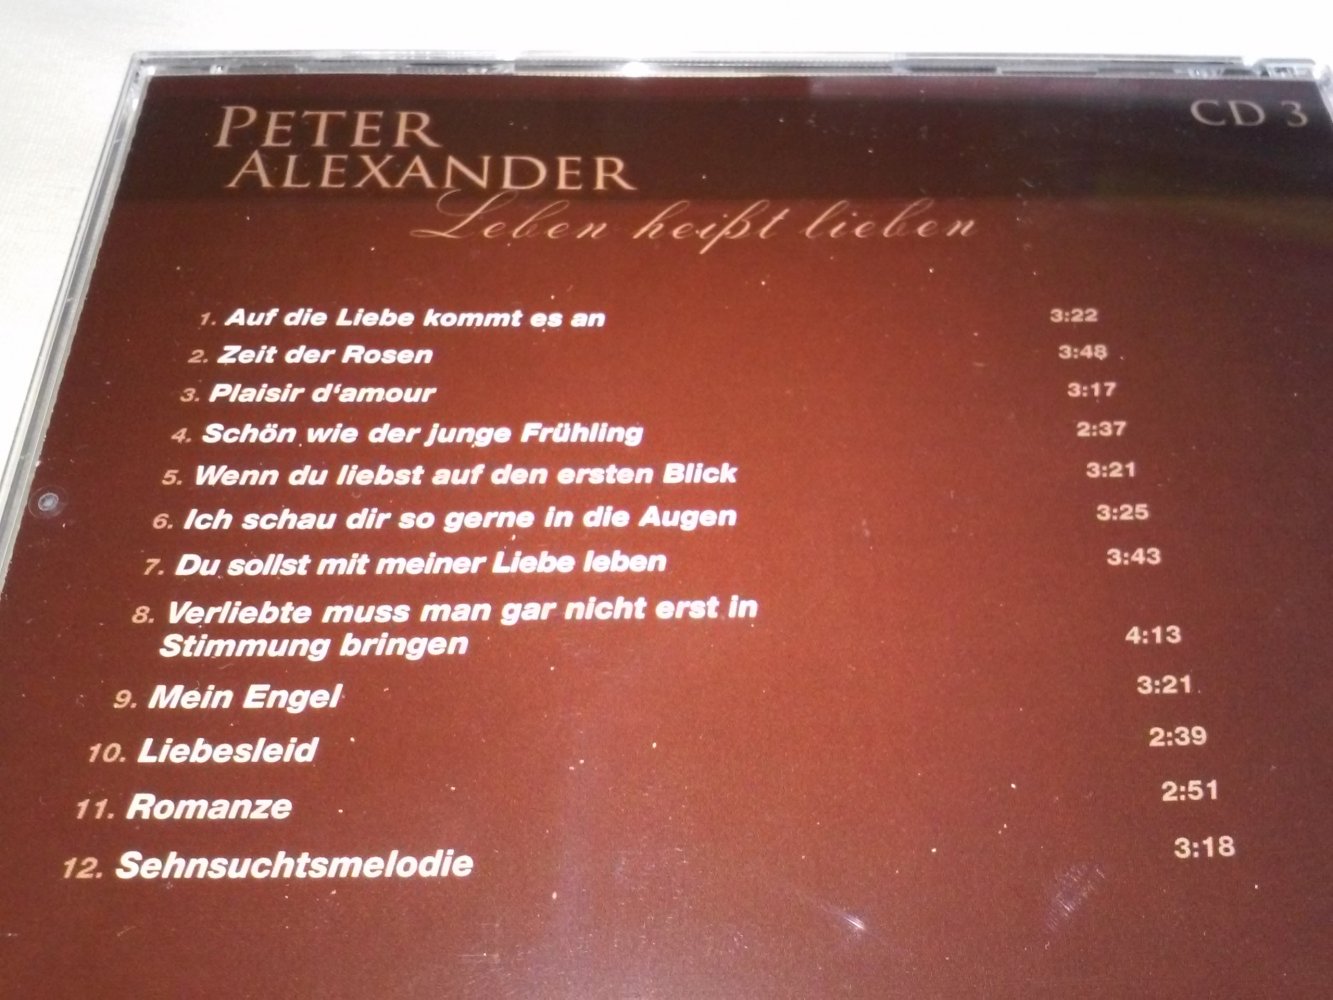 PETER
ALEXANDER
CD 3
Leben heißt lieben
1. Auf die Liebe kommt es an 3:22
2. Zeit der Rosen 3:48
3. Plaisir d‘amour 3:17
4. Schön wie der junge Frühling 2:37
5. Wenn du liebst auf den ersten Blick 3:21
6. Ich schau dir so gerne in die Augen 3:25
7. Du sollst mit meiner Liebe leben 3:43
8. Verliebte muss man gar nicht erst in
Stimmung bringen 4:13
9. Mein Engel 3:21
10. Liebesleid 2:39
11. Romanze 2:51
12. Sehnsuchtsmelodie 3:18